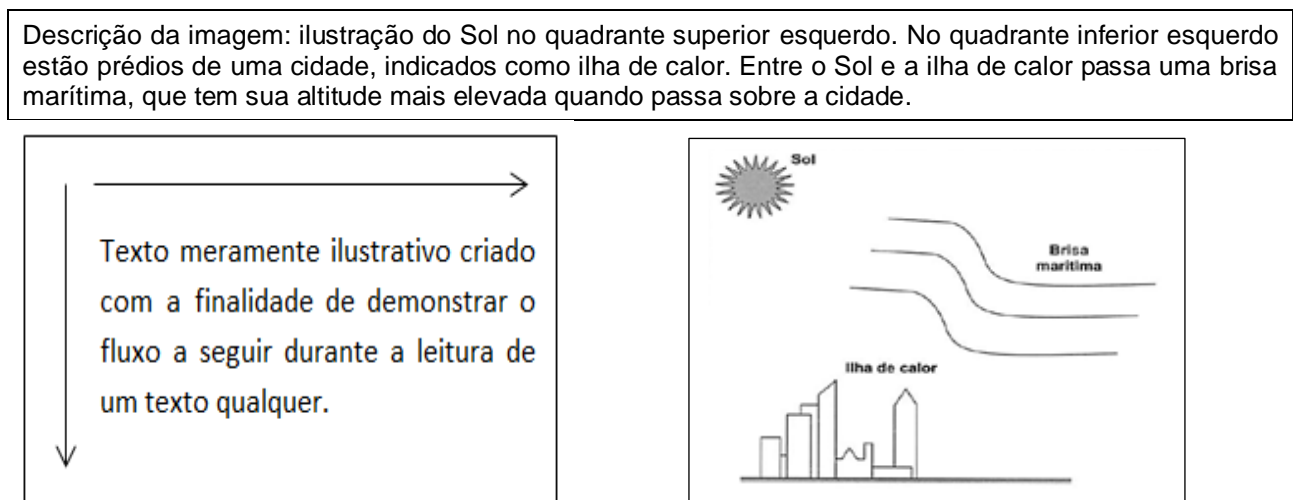 Descrição da imagem: ilustração do Sol no quadrante superior esquerdo. No quadrante inferior esquerdo
estão prédios de uma cidade, indicados como ilha de calor. Entre o Sol e a ilha de calor passa uma brisa
marítima, que tem sua altitude mais elevada quando passa sobre a cidade.
Texto meramente ilustrativo criado
com a finalidade de demonstrar o
fluxo a seguir durante a leitura de
um texto qualquer.
Sol
Brisa
marítima
Ilha de calor